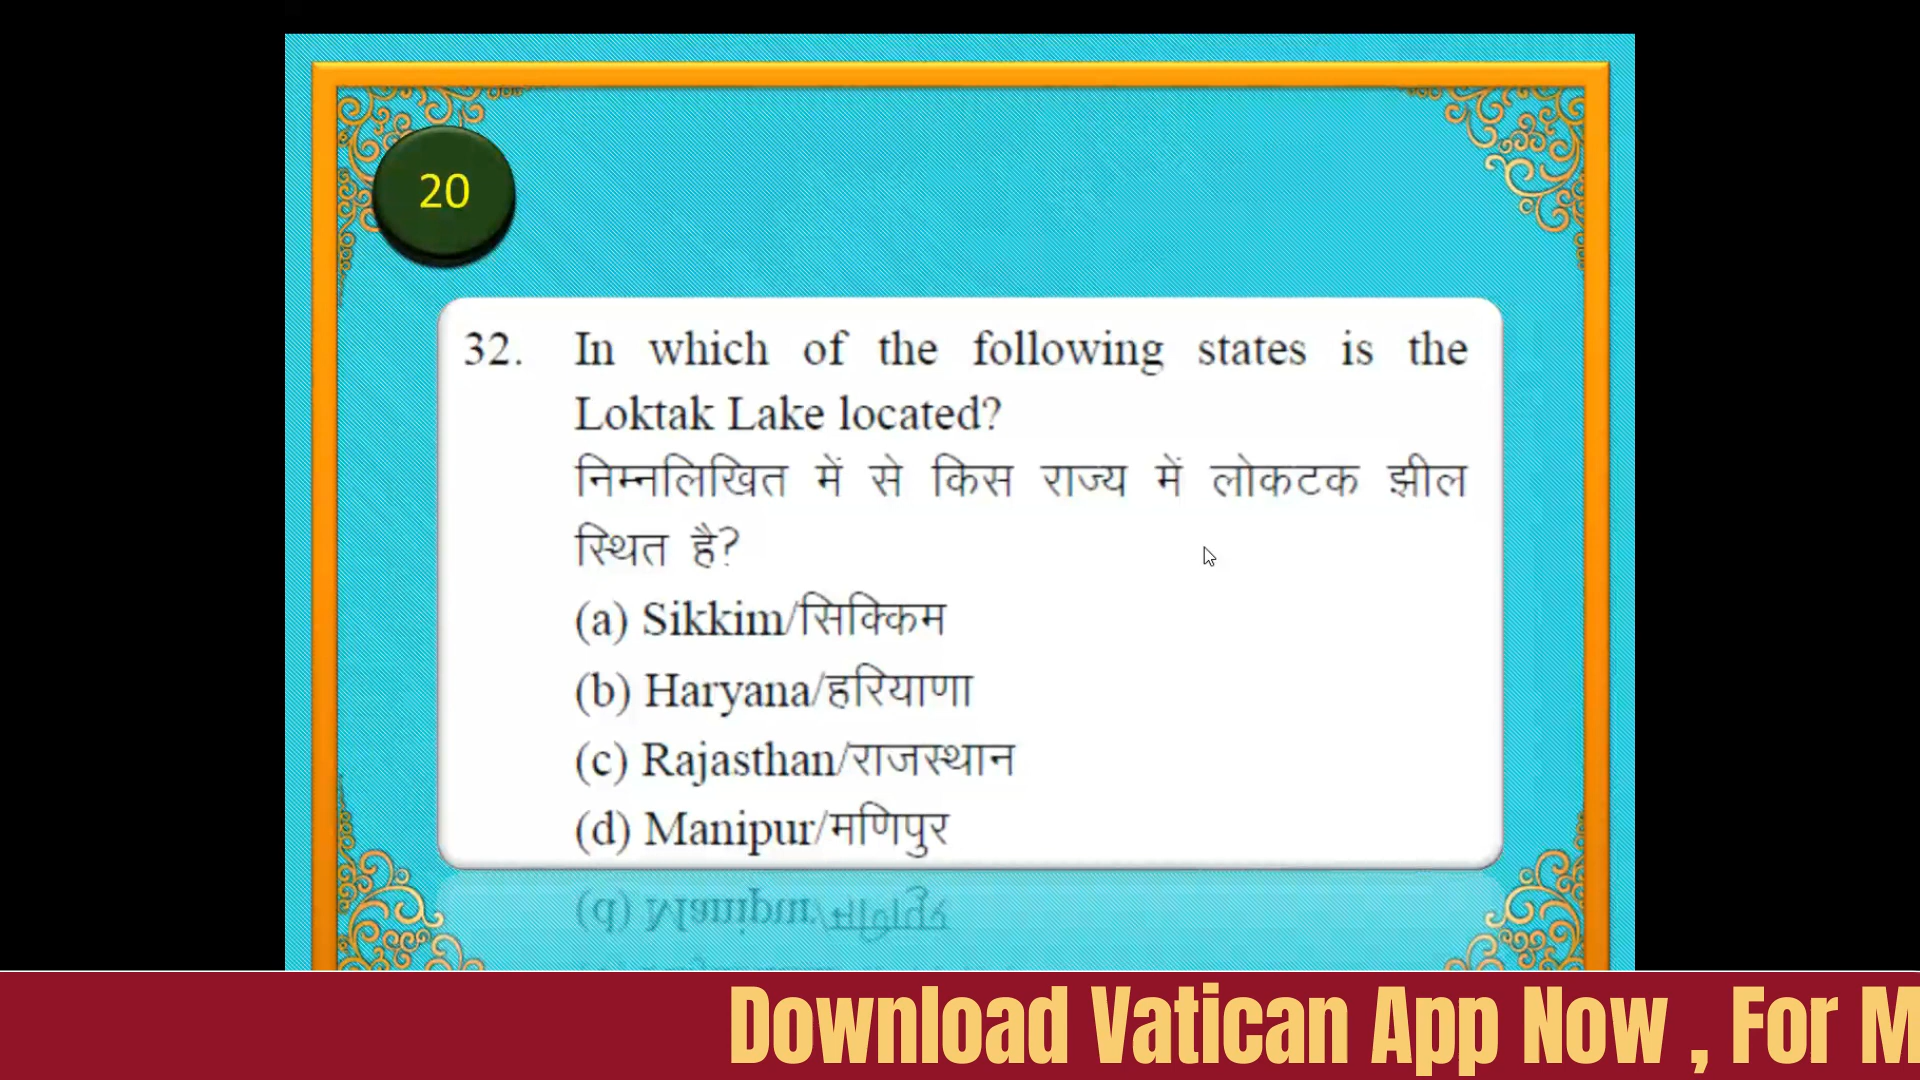 20
32. In which of the following states is the
Loktak Lake located?
निम्नलिखित में से किस राज्य में लोकटक झील
स्थित है?
(a) Sikkim/सिक्किम
(b) Haryana/हरियाणा
(c) Rajasthan/राजस्थान
(d) Manipur/मणिपुर
Download Vatican App Now , For M